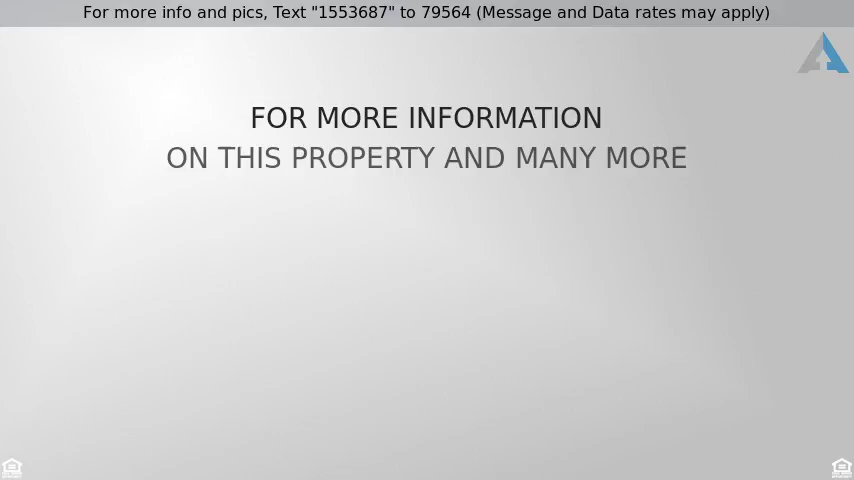 For more info and pics, Text "1553687" to 79564 (Message and Data rates may apply)
FOR MORE INFORMATION
ON THIS PROPERTY AND MANY MORE